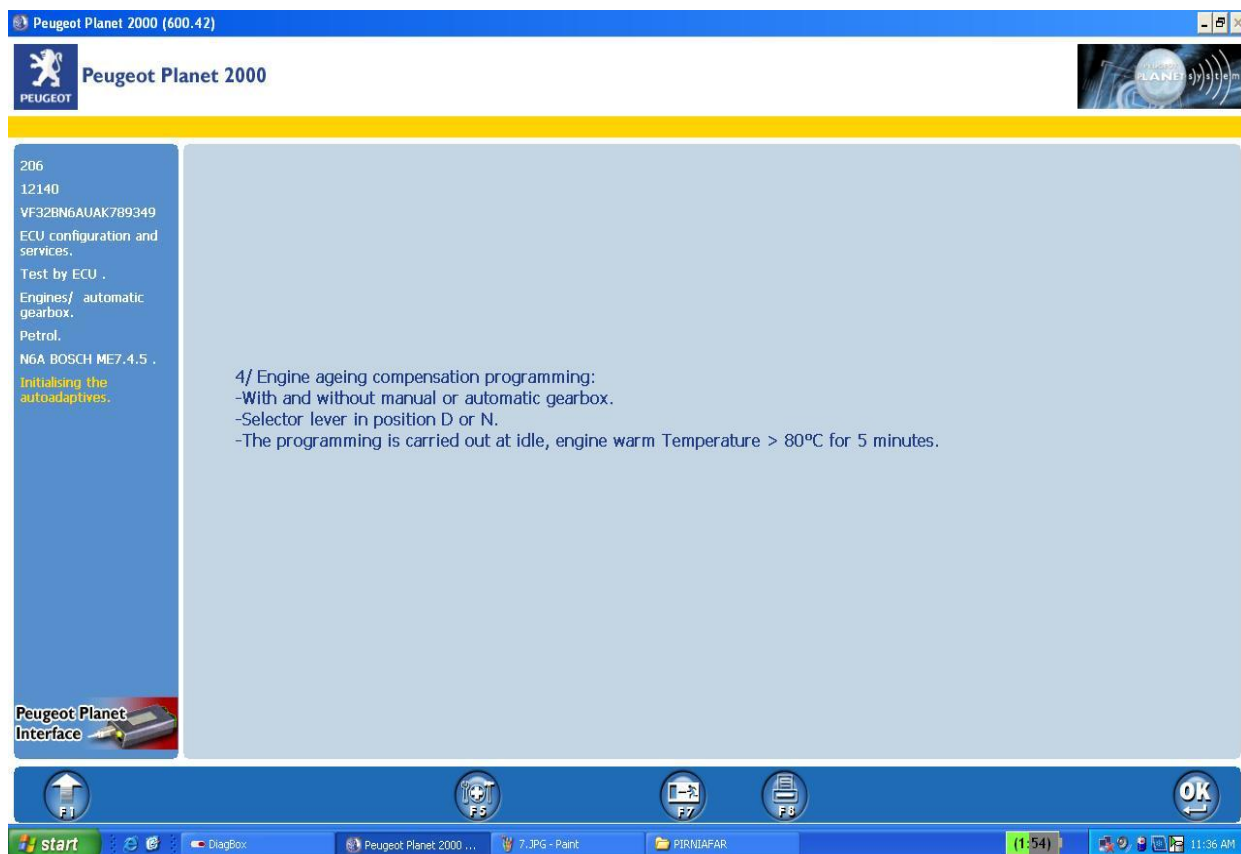 Peugeot Planet 2000 (600.42)
PEUGEOT
Peugeot Planet 2000
PLANET s)y)s)t)e)m
206
12140
VF32BN6AUAK789349
ECU configuration and
services.
Test by ECU .
Engines/ automatic
gearbox.
Petrol.
N6A BOSCH ME7.4.5 .
Initialising the
autoadaptives.
4/ Engine ageing compensation programming:
-With and without manual or automatic gearbox.
-Selector lever in position D or N.
-The programming is carried out at idle, engine warm Temperature > 80ºC for 5 minutes.
Peugeot Planet
Interface
F1
F5
F7
F8
OK
start
DiagBox
Peugeot Planet 2000 ...
7.JPG - Paint
PIRNIAFAR
(1:54)
11:36 AM